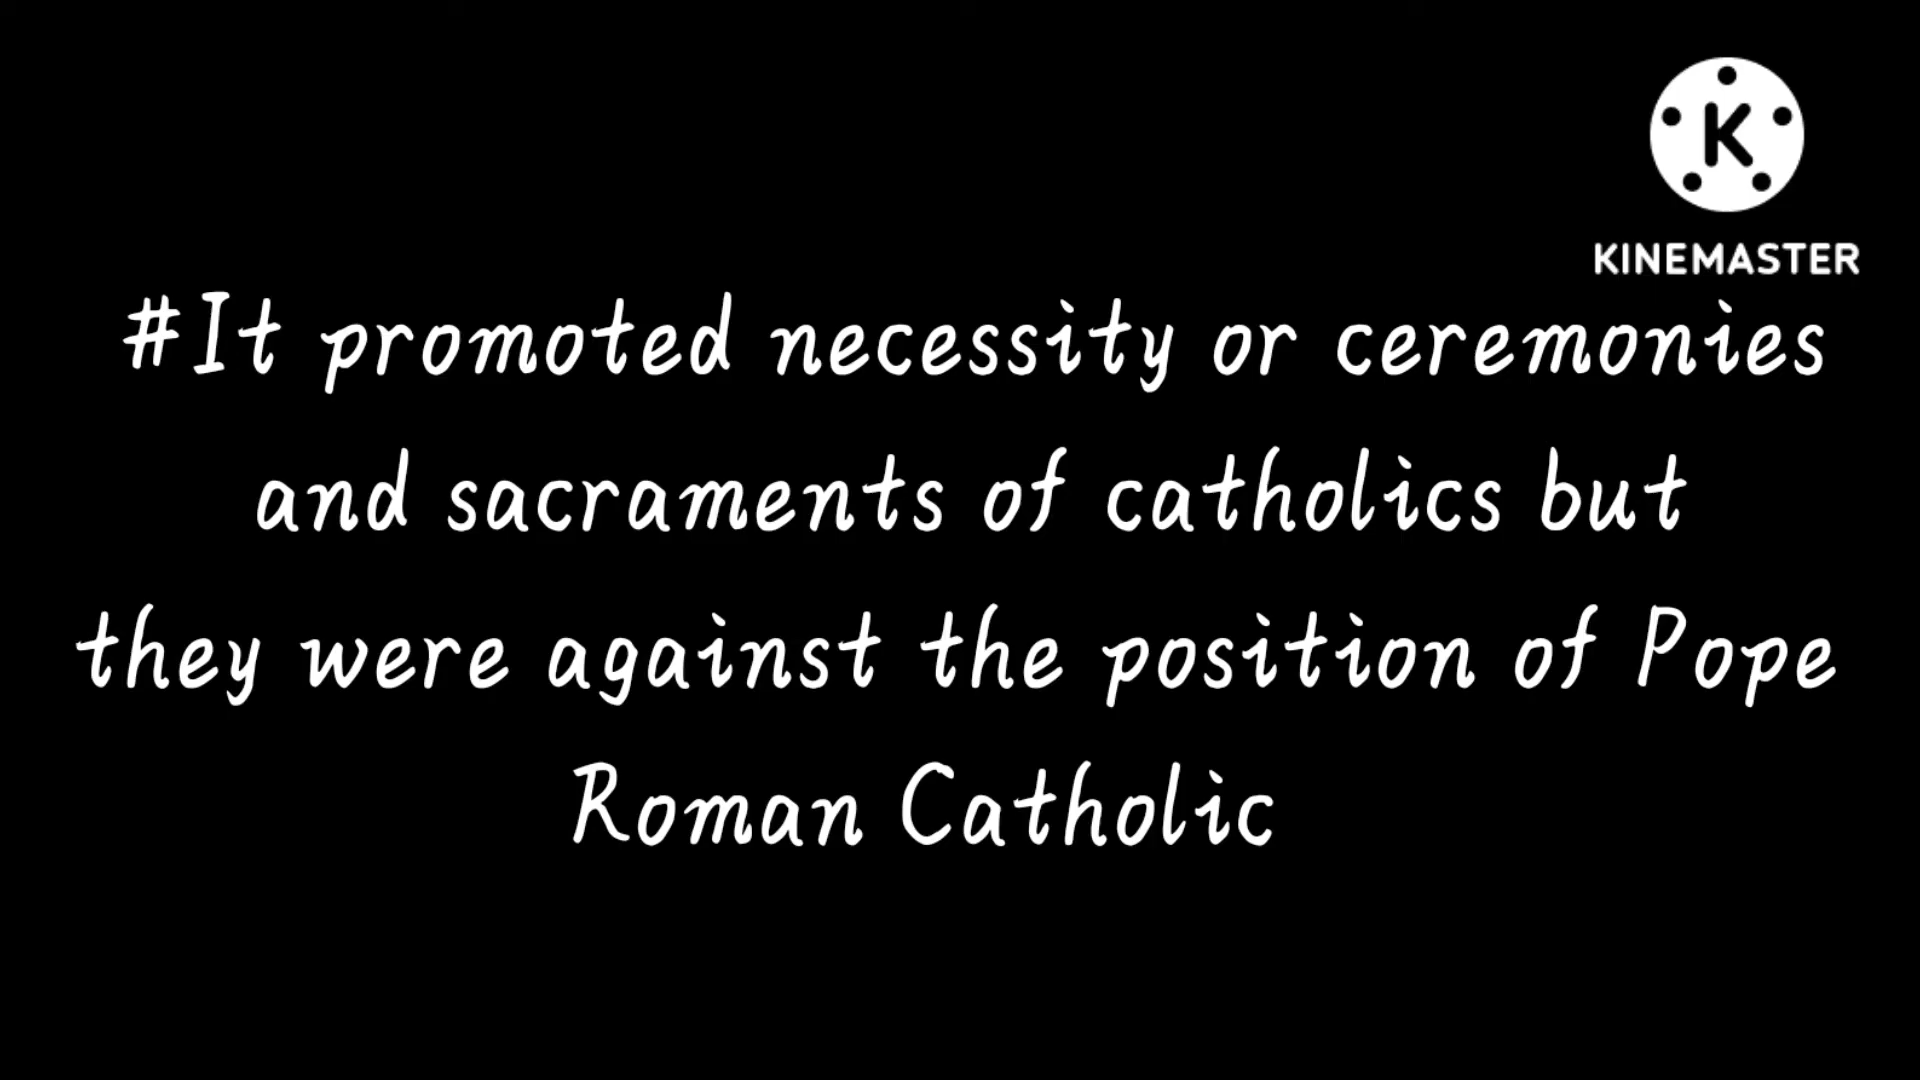 K
KINEMASTER
#It promoted necessity or ceremonies
and sacraments of catholics but
they were against the position of Pope
Roman Catholic